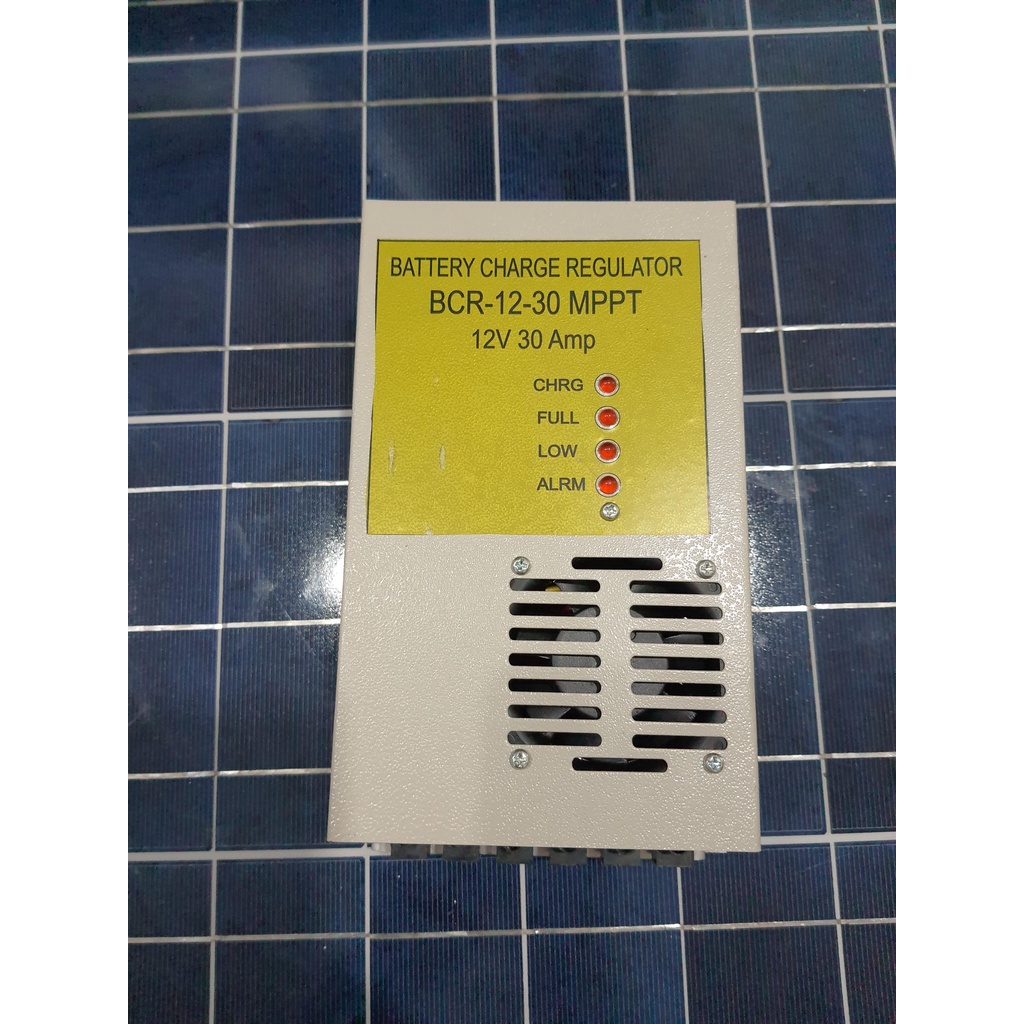 BATTERY CHARGE REGULATOR
BCR-12-30 MPPT
12V 30 Amp
CHRG
FULL
LOW
ALRM